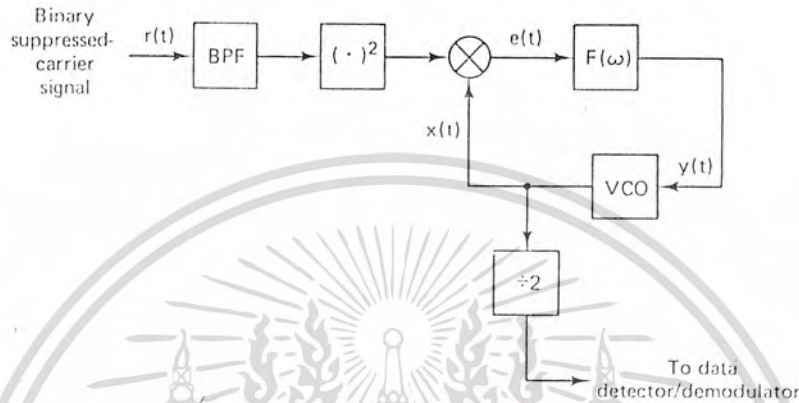 Binary
suppressed-
carrier
signal
r(t)
BPF
( · )²
e(t)
F(ω)
x(t)
y(t)
VCO
÷2
To data
detector/demodulator